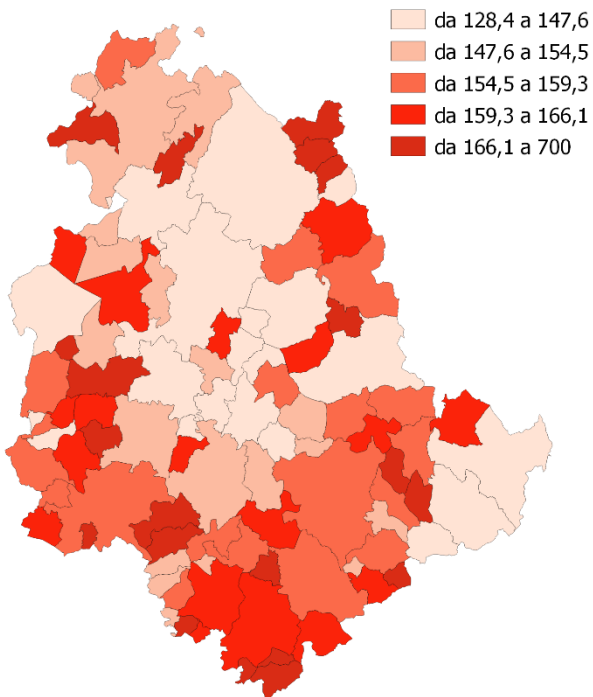 da 128,4 a 147,6
da 147,6 a 154,5
da 154,5 a 159,3
da 159,3 a 166,1
da 166,1 a 700